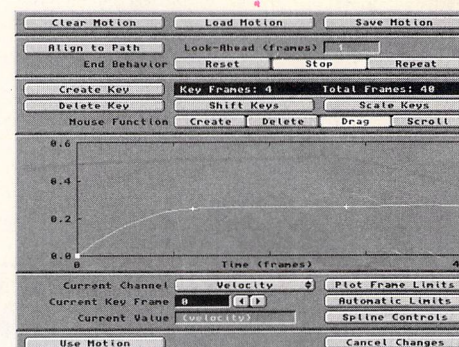 Clear Motion Load Motion Save Motion
Align to Path Look-Ahead (frames) 1
End Behavior Reset Stop Repeat
Create Key Key Frames: 4 Total Frames: 40
Delete Key Shift Keys Scale Keys
Mouse Function Create Delete Drag Scroll
0.6
0.4
0.2
0.0
0 Time (frames) 4
Current Channel Velocity Plot Frame Limits
Current Key Frame 0 Automatic Limits
Current Value (velocity) Spline Controls
Use Motion Cancel Changes